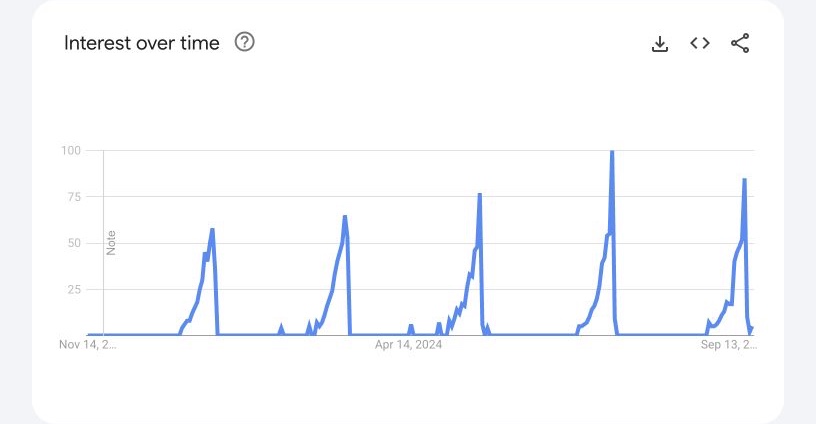 Interest over time ?
100
75
50
25
Note
Nov 14, 2... Apr 14, 2024 Sep 13, 2...